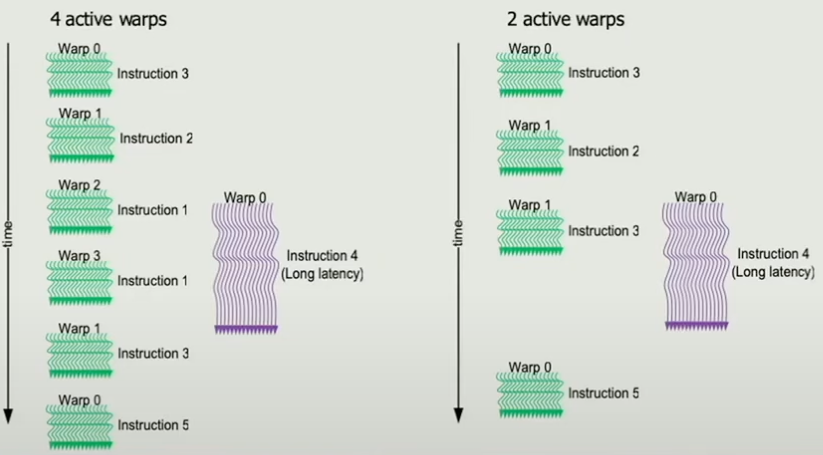 4 active warps
Warp 0
Instruction 3
Warp 1
Instruction 2
Warp 2
Instruction 1
Warp 0
Instruction 4
(Long latency)
Warp 3
Instruction 1
Warp 1
Instruction 3
Warp 0
Instruction 5
time
2 active warps
Warp 0
Instruction 3
Warp 1
Instruction 2
Warp 1
Instruction 3
Warp 0
Instruction 4
(Long latency)
Warp 0
Instruction 5
time